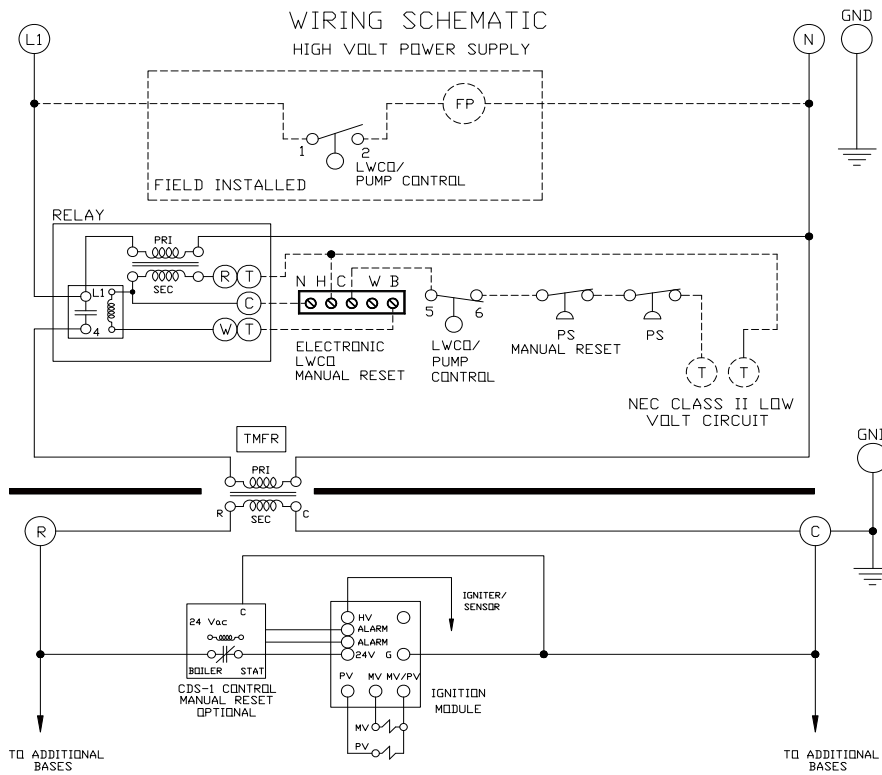 WIRING SCHEMATIC
HIGH VOLT POWER SUPPLY
L1
N
GND
FP
1
2
LWCO/
PUMP CONTROL
FIELD INSTALLED
RELAY
PRI
SEC
R T
C
W T
L1
4
N H C W B
5
6
ELECTRONIC
LWCO
MANUAL RESET
LWCO/
PUMP
CONTROL
PS
MANUAL RESET
PS
T
T
NEC CLASS II LOW
VOLT CIRCUIT
TMFR
GND
PRI
R
SEC
C
R
C
C
24 Vac
BOILER STAT
CDS-1 CONTROL
MANUAL RESET
OPTIONAL
IGNITER/
SENSOR
HV
ALARM
ALARM
24V G
PV MV MV/PV
IGNITION
MODULE
MV
PV
TO ADDITIONAL
BASES
TO ADDITIONAL
BASES